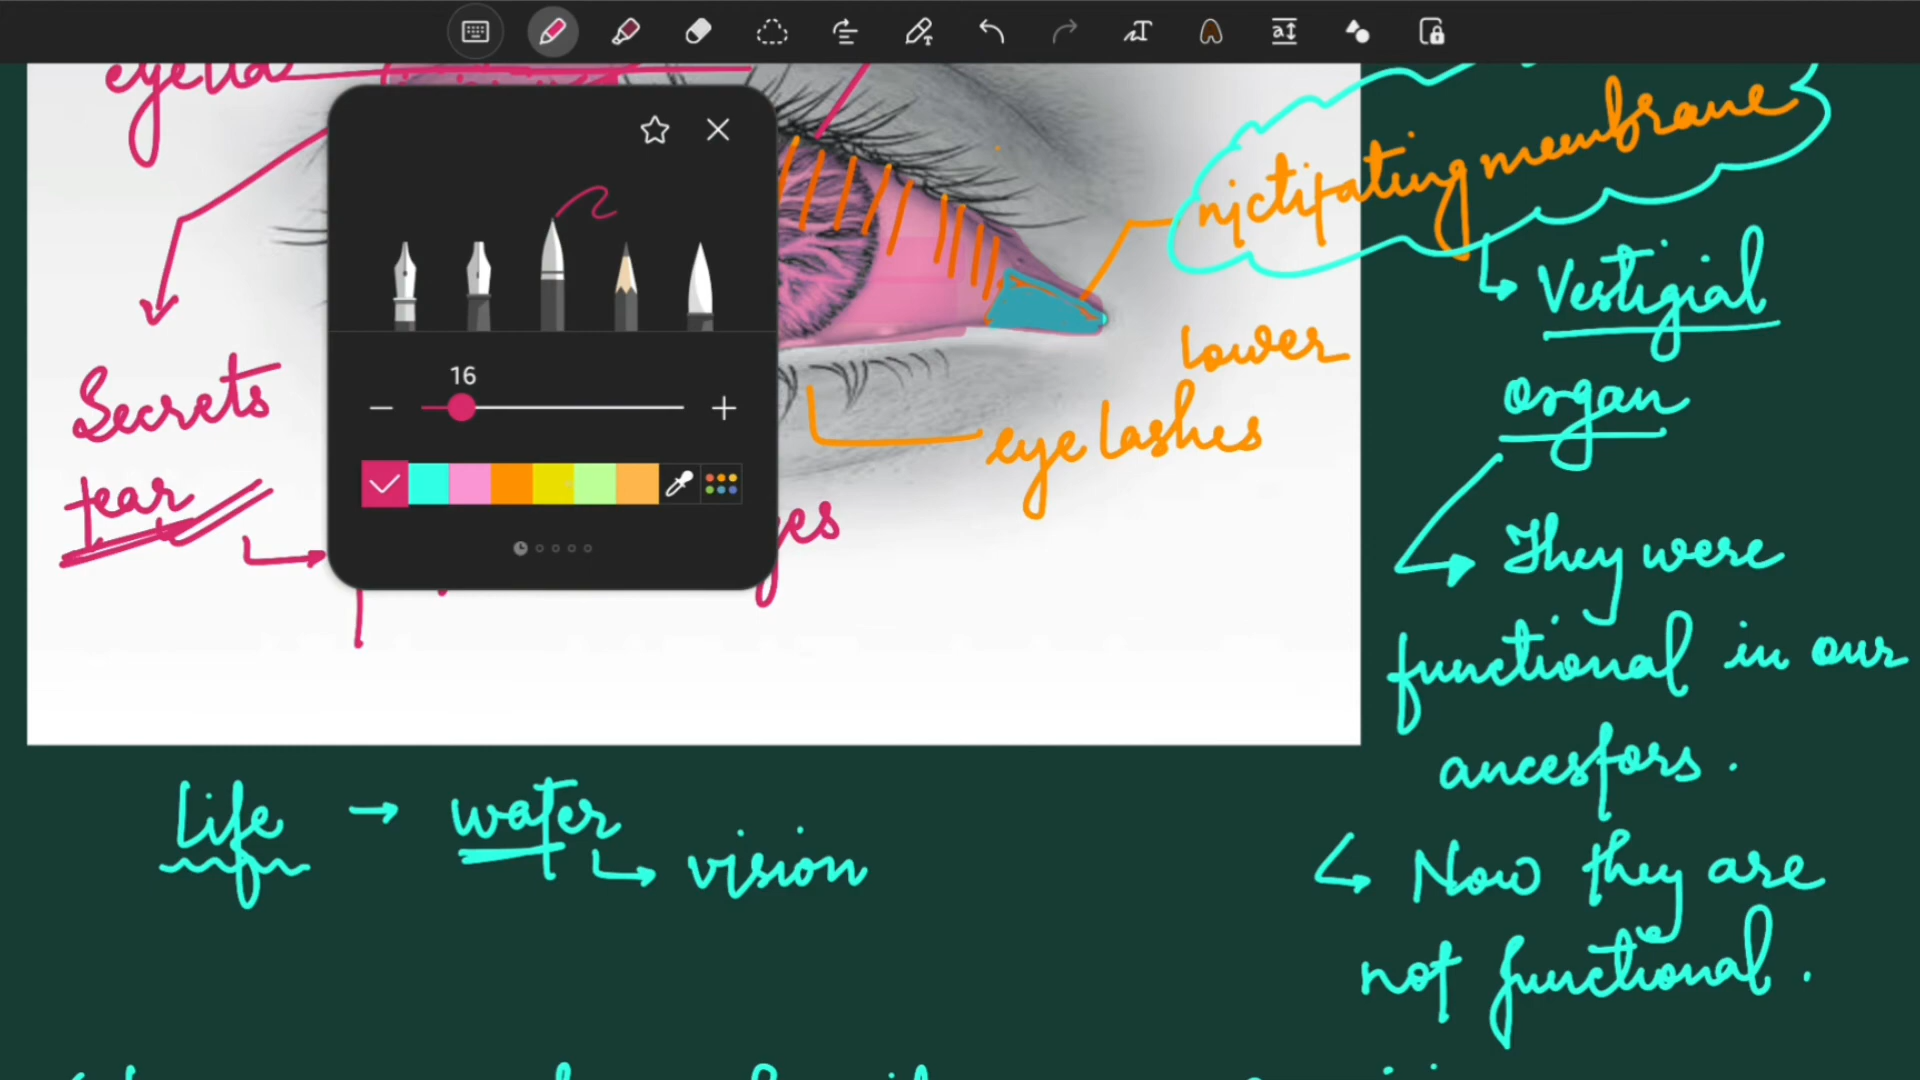 nictitating membrane
16
lower
eye lashes
Secrets
tear
Vestigial
organ
They were
functional in our
ancestors.
Now they are
not functional.
Life → water
↳ vision